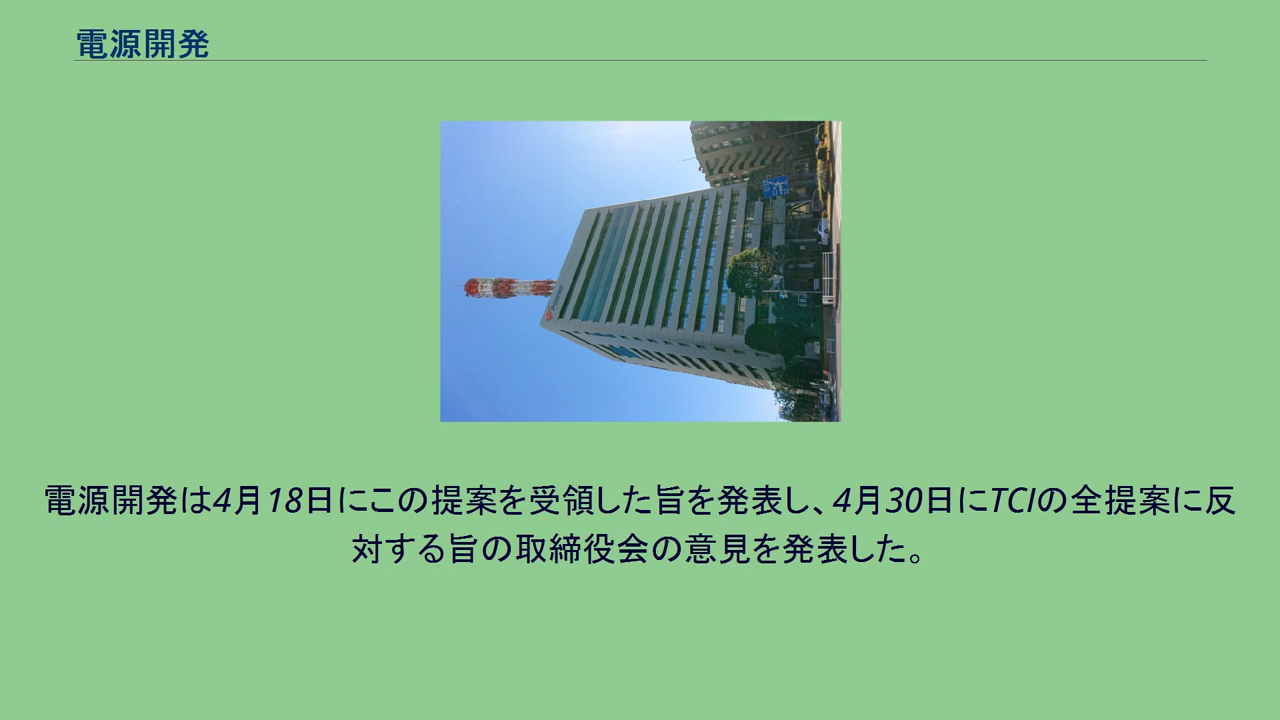 電源開発
電源開発は4月18日にこの提案を受領した旨を発表し、4月30日にTCIの全提案に反
対する旨の取締役会の意見を発表した。